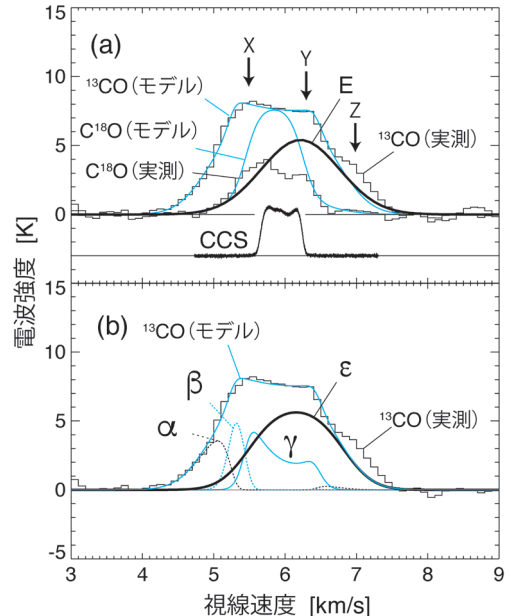 15
(a)
X
Y
10
¹³CO（モデル）
E
Z
C¹⁸O（モデル）
¹³CO（実測）
5
C¹⁸O（実測）
0
CCS
電波強度 [K]
15
(b)
¹³CO（モデル）
10
β
ε
α
5
γ
¹³CO（実測）
0
-5
3 4 5 6 7 8 9
視線速度 [km/s]